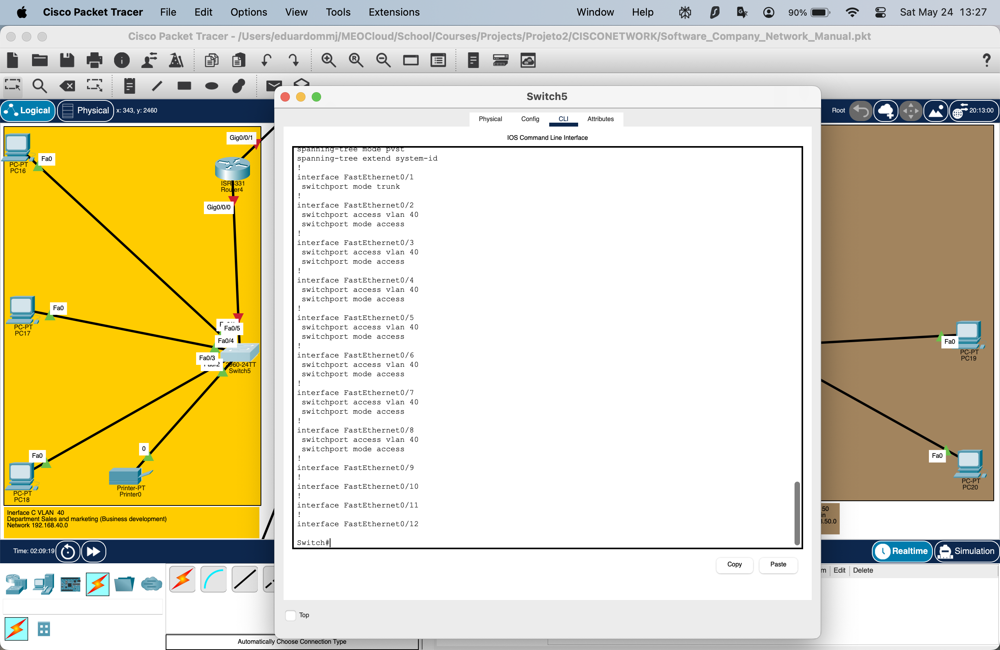 Cisco Packet Tracer File Edit Options View Tools Extensions Window Help 90% Sat May 24 13:27
Cisco Packet Tracer - /Users/eduardommj/MEOCloud/School/Courses/Projects/Projeto2/CISCONETWORK/Software_Company_Network_Manual.pkt
Logical Physical x: 343, y: 2460
Root 20:13:00
Gig0/0/1
Fa0
PC-PT
PC16
Router4
Gig0/0/0
Fa0
PC-PT
PC17
Fa0/5
Fa0/4
Fa0/3
2960-24TT
Switch5
Fa0
PC-PT
PC18
0
Printer-PT
Printer0
Inerface C VLAN 40
Department Sales and marketing (Business development)
Network 192.168.40.0
Switch5
Physical Config CLI Attributes
IOS Command Line Interface
spanning-tree mode pvst
spanning-tree extend system-id
!
interface FastEthernet0/1
switchport mode trunk
!
interface FastEthernet0/2
switchport access vlan 40
switchport mode access
!
interface FastEthernet0/3
switchport access vlan 40
switchport mode access
!
interface FastEthernet0/4
switchport access vlan 40
switchport mode access
!
interface FastEthernet0/5
switchport access vlan 40
switchport mode access
!
interface FastEthernet0/6
switchport access vlan 40
switchport mode access
!
interface FastEthernet0/7
switchport access vlan 40
switchport mode access
!
interface FastEthernet0/8
switchport access vlan 40
switchport mode access
!
interface FastEthernet0/9
!
interface FastEthernet0/10
!
interface FastEthernet0/11
!
interface FastEthernet0/12
Switch#
Copy Paste
Top
Fa0
PC-PT
PC19
Fa0
PC-PT
PC20
50
in
.50.0
Time: 02:09:19
Realtime Simulation
m Edit Delete
Automatically Choose Connection Type